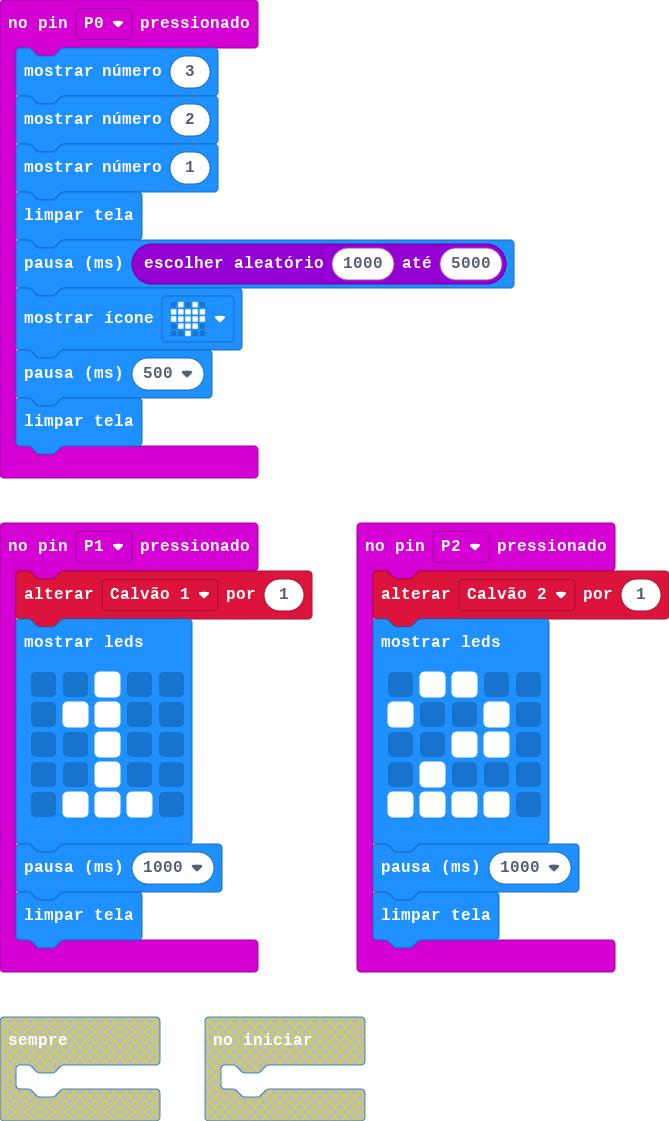 no pin P0 pressionado
mostrar número 3
mostrar número 2
mostrar número 1
limpar tela
pausa (ms) escolher aleatório 1000 até 5000
mostrar ícone
pausa (ms) 500
limpar tela
no pin P1 pressionado
alterar Calvão 1 por 1
mostrar leds
pausa (ms) 1000
limpar tela
no pin P2 pressionado
alterar Calvão 2 por 1
mostrar leds
pausa (ms) 1000
limpar tela
sempre
no iniciar